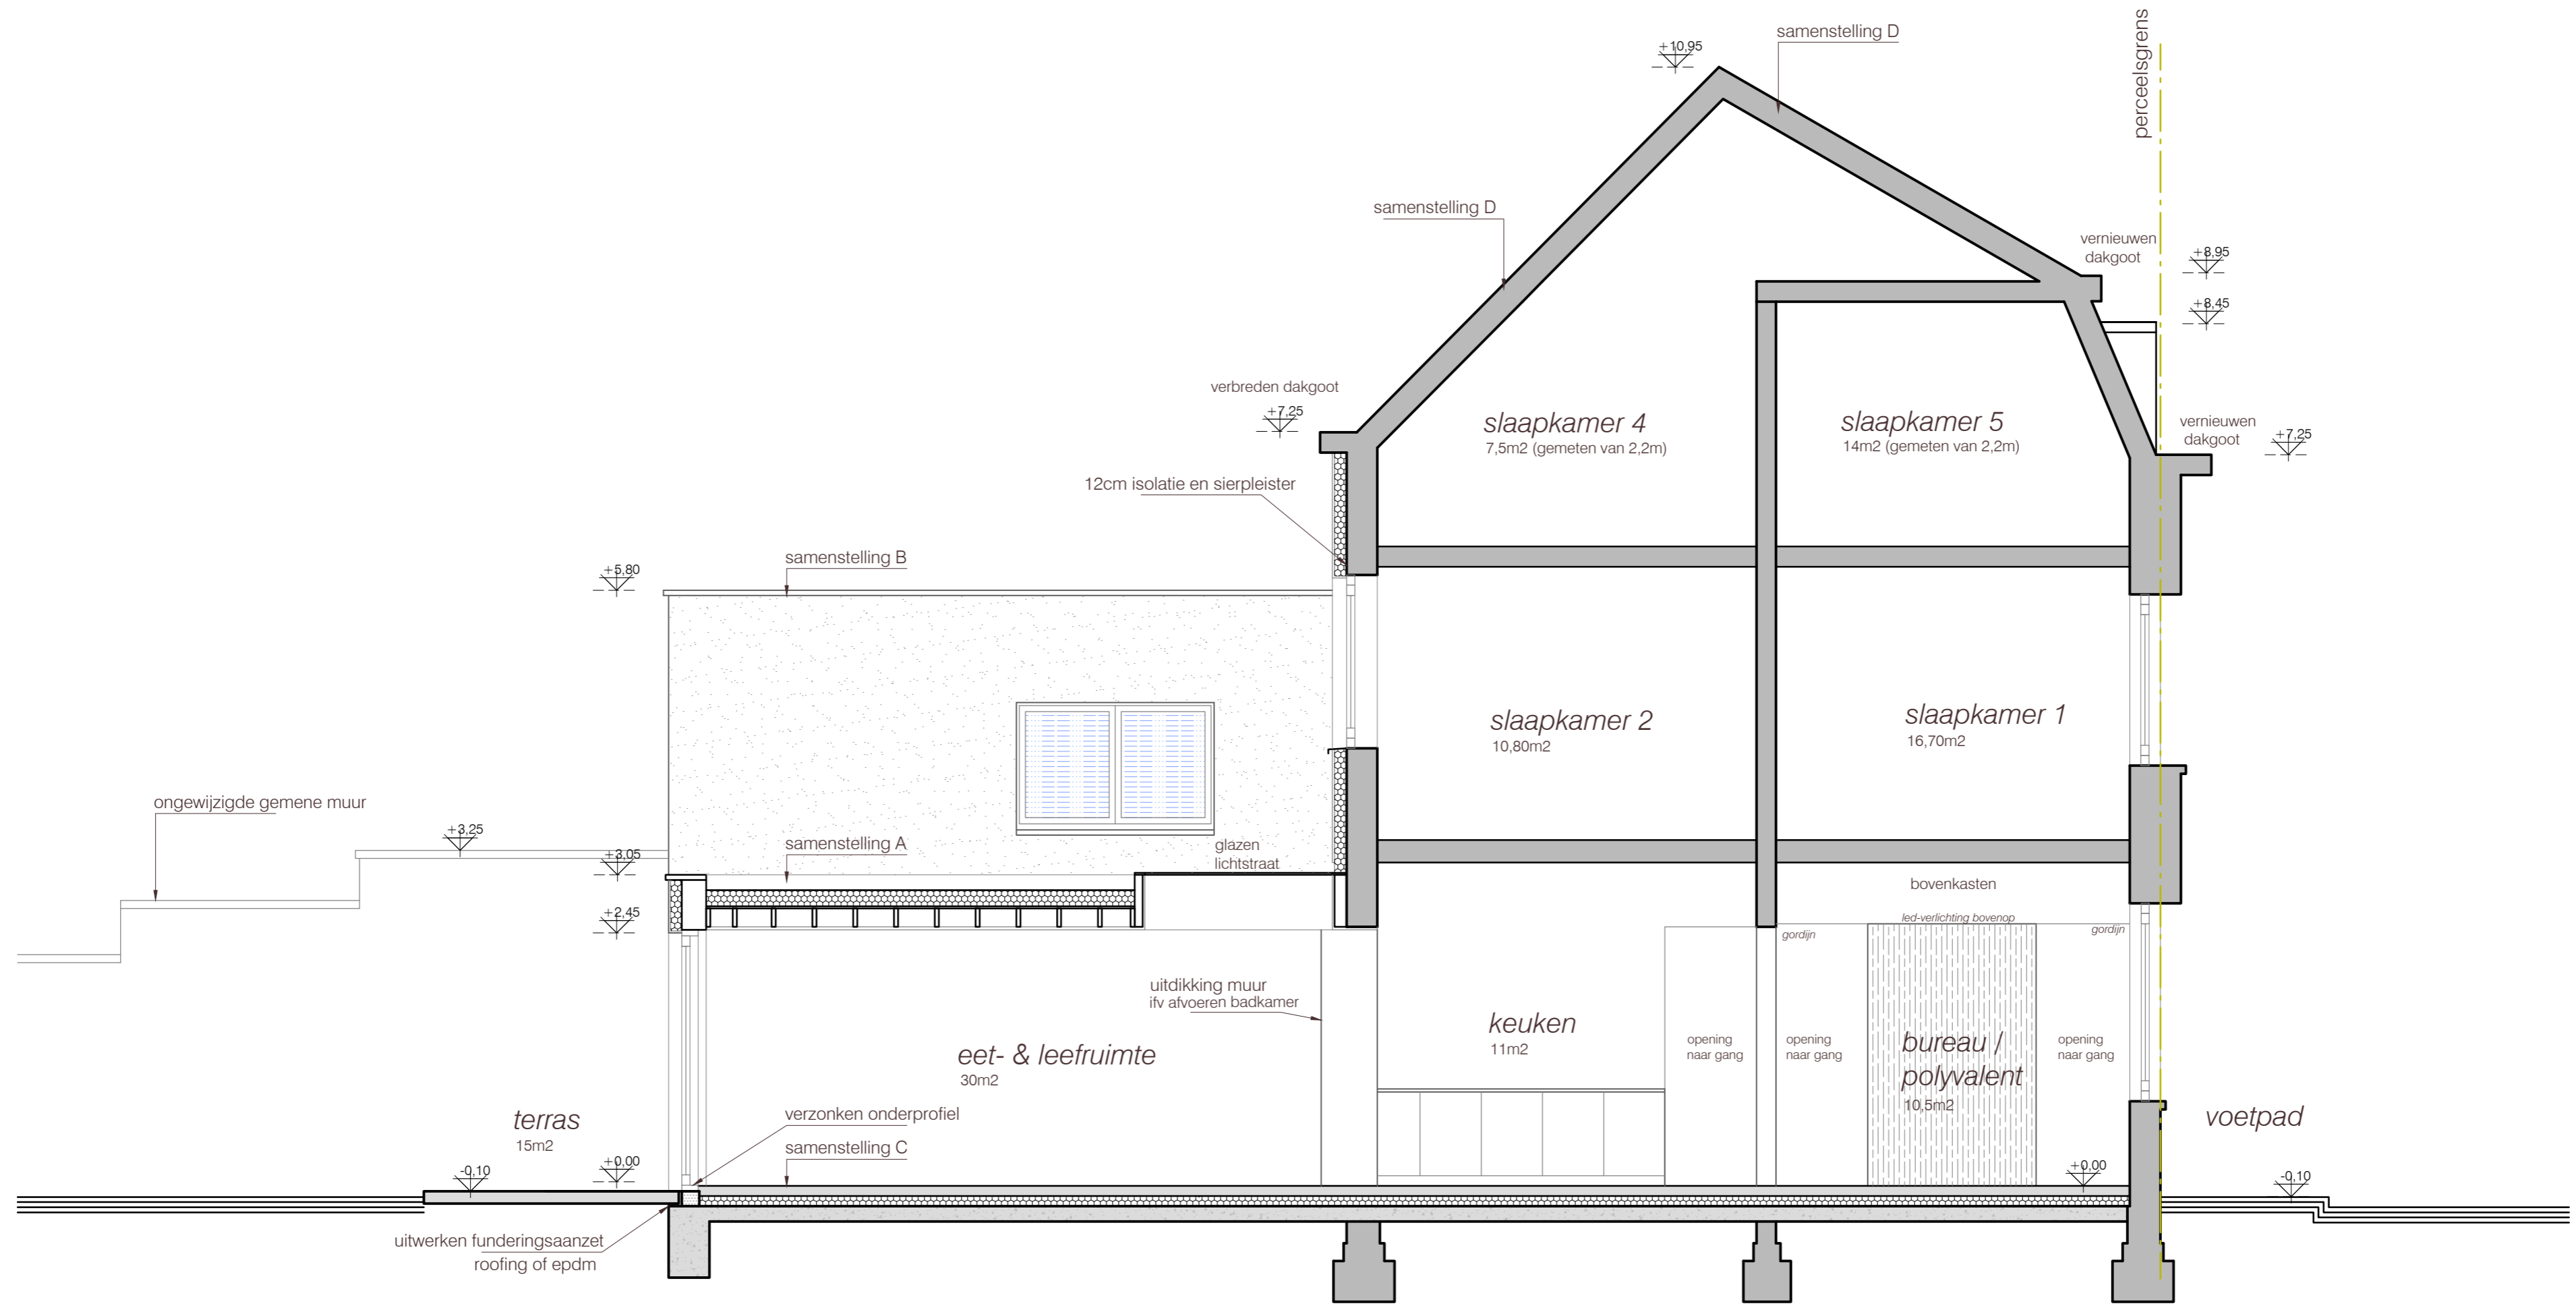 perceelsgrens
samenstelling D
+10,95
samenstelling D
vernieuwen
dakgoot
+8,95
+8,45
verbreden dakgoot
+7,25
slaapkamer 4
7,5m2 (gemeten van 2,2m)
slaapkamer 5
14m2 (gemeten van 2,2m)
vernieuwen
dakgoot
+7,25
12cm isolatie en sierpleister
samenstelling B
+5,80
slaapkamer 2
10,80m2
slaapkamer 1
16,70m2
ongewijzigde gemene muur
+3,25
+3,05
samenstelling A
glazen
lichtstraat
+2,45
bovenkasten
led-verlichting bovenop
gordijn
gordijn
uitdikking muur
ifv afvoeren badkamer
keuken
11m2
opening
naar gang
opening
naar gang
bureau /
polyvalent
10,5m2
opening
naar gang
eet- & leefruimte
30m2
terras
15m2
verzonken onderprofiel
samenstelling C
voetpad
-0,10
+0,00
+0,00
-0,10
uitwerken funderingsaanzet
roofing of epdm